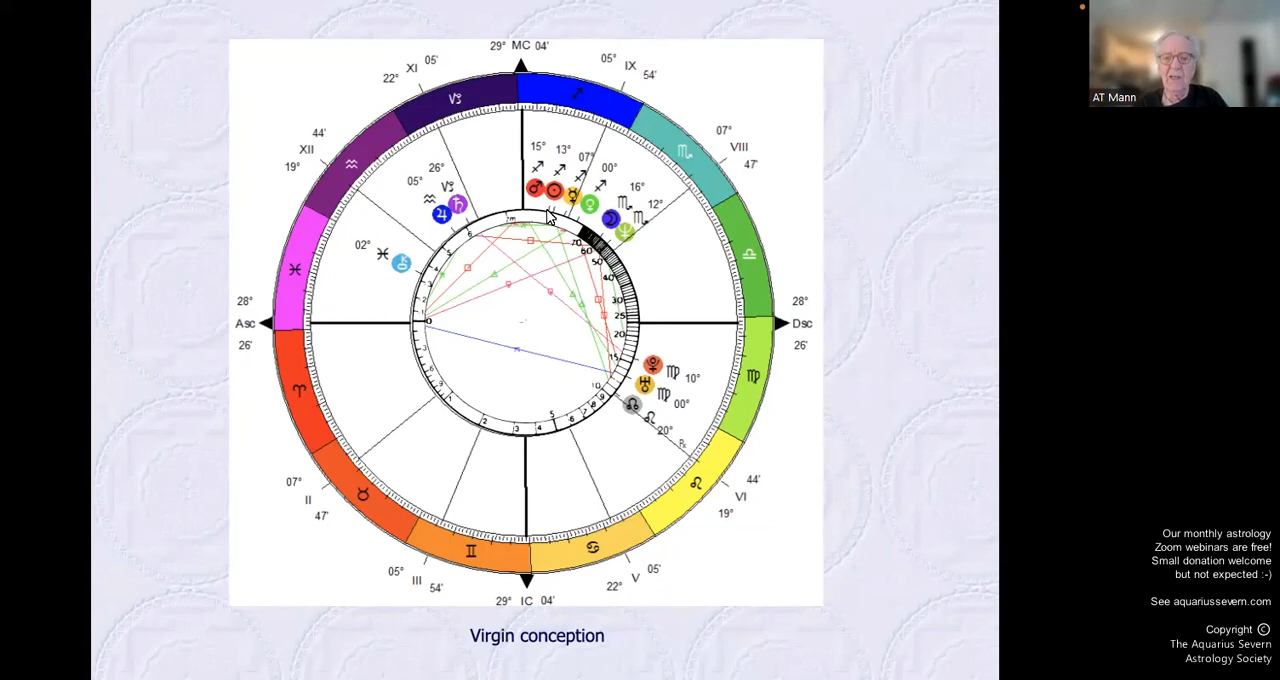 29° MC 04'
05° IX 54'
07° VIII 47'
28° Dsc 26'
44' VI 19°
05' V 22°
29° IC 04'
05° III 54'
07° II 47'
28° Asc 26'
44' XII 19°
22° XI 05'
15° ♐
13° ♐
07° ♐
00° ♐
16° ♏
12° ♏
26° ♑
05° ♒
02° ♓
♍ 10°
♍ 00°
♌ 20° ℞
Virgin conception
AT Mann
Our monthly astrology
Zoom webinars are free!
Small donation welcome
but not expected :-)
See aquariussevern.com
Copyright ©
The Aquarius Severn
Astrology Society